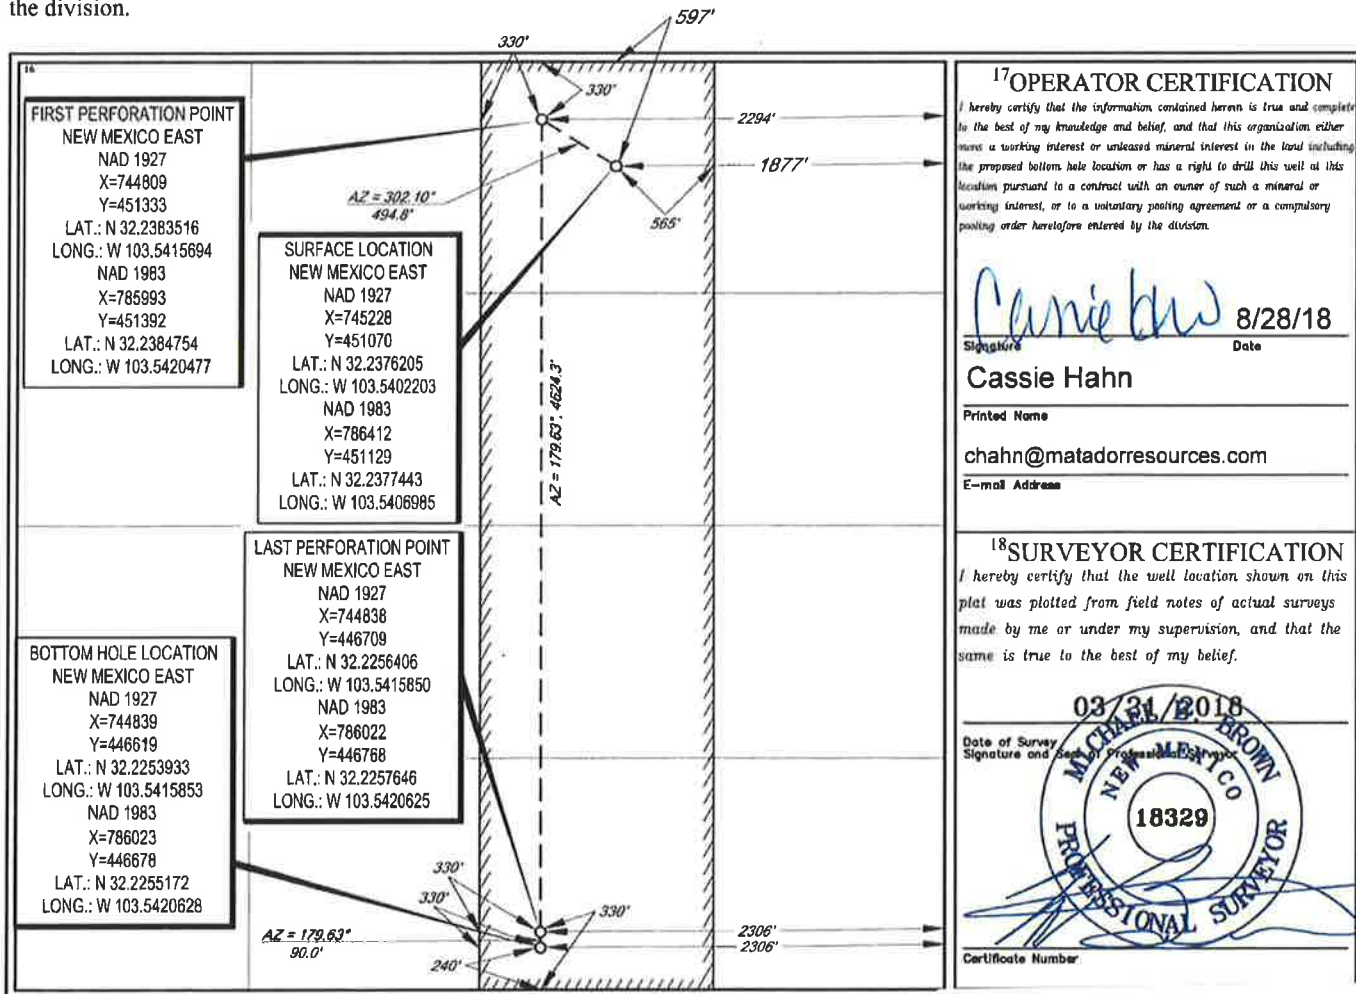 the division.
16
597'
330'
330'
2294'
1877'
AZ = 302.10°
494.8'
565'
FIRST PERFORATION POINT
NEW MEXICO EAST
NAD 1927
X=744809
Y=451333
LAT.: N 32.2383516
LONG.: W 103.5415694
NAD 1983
X=785993
Y=451392
LAT.: N 32.2384754
LONG.: W 103.5420477
SURFACE LOCATION
NEW MEXICO EAST
NAD 1927
X=745228
Y=451070
LAT.: N 32.2376205
LONG.: W 103.5402203
NAD 1983
X=786412
Y=451129
LAT.: N 32.2377443
LONG.: W 103.5406985
AZ = 179.63°, 4624.3'
LAST PERFORATION POINT
NEW MEXICO EAST
NAD 1927
X=744838
Y=446709
LAT.: N 32.2256406
LONG.: W 103.5415850
NAD 1983
X=786022
Y=446768
LAT.: N 32.2257646
LONG.: W 103.5420625
BOTTOM HOLE LOCATION
NEW MEXICO EAST
NAD 1927
X=744839
Y=446619
LAT.: N 32.2253933
LONG.: W 103.5415853
NAD 1983
X=786023
Y=446678
LAT.: N 32.2255172
LONG.: W 103.5420628
330'
330'
330'
2306'
2306'
AZ = 179.63°
90.0'
240'
17 OPERATOR CERTIFICATION
I hereby certify that the information contained herein is true and complete
to the best of my knowledge and belief, and that this organization either
owns a working interest or unleased mineral interest in the land including
the proposed bottom hole location or has a right to drill this well at this
location pursuant to a contract with an owner of such a mineral or
working interest, or to a voluntary pooling agreement or a compulsory
pooling order heretofore entered by the division.
8/28/18
Signature Date
Cassie Hahn
Printed Name
chahn@matadorresources.com
E-mail Address
18 SURVEYOR CERTIFICATION
I hereby certify that the well location shown on this
plat was plotted from field notes of actual surveys
made by me or under my supervision, and that the
same is true to the best of my belief.
03/21/2018
Date of Survey
Signature and Seal of Professional Surveyor
MICHAEL B. BROWN
NEW MEXICO
18329
PROFESSIONAL SURVEYOR
Certificate Number